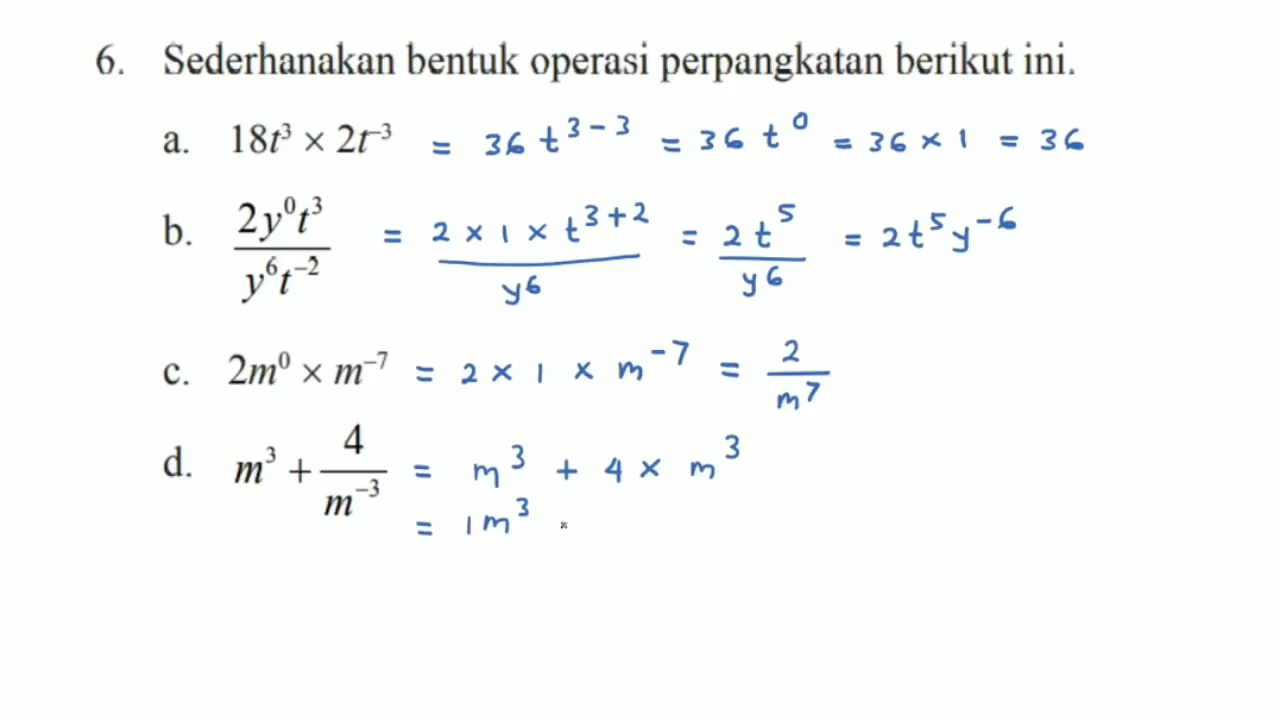 6. Sederhanakan bentuk operasi perpangkatan berikut ini.
a. 18t³ × 2t⁻³ = 36 t³⁻³ = 36 t⁰ = 36 × 1 = 36
b. 2y⁰t³ / y⁶t⁻² = 2 × 1 × t³⁺² / y⁶ = 2t⁵ / y⁶ = 2t⁵y⁻⁶
c. 2m⁰ × m⁻⁷ = 2 × 1 × m⁻⁷ = 2 / m⁷
d. m³ + 4 / m⁻³ = m³ + 4 × m³
= 1m³